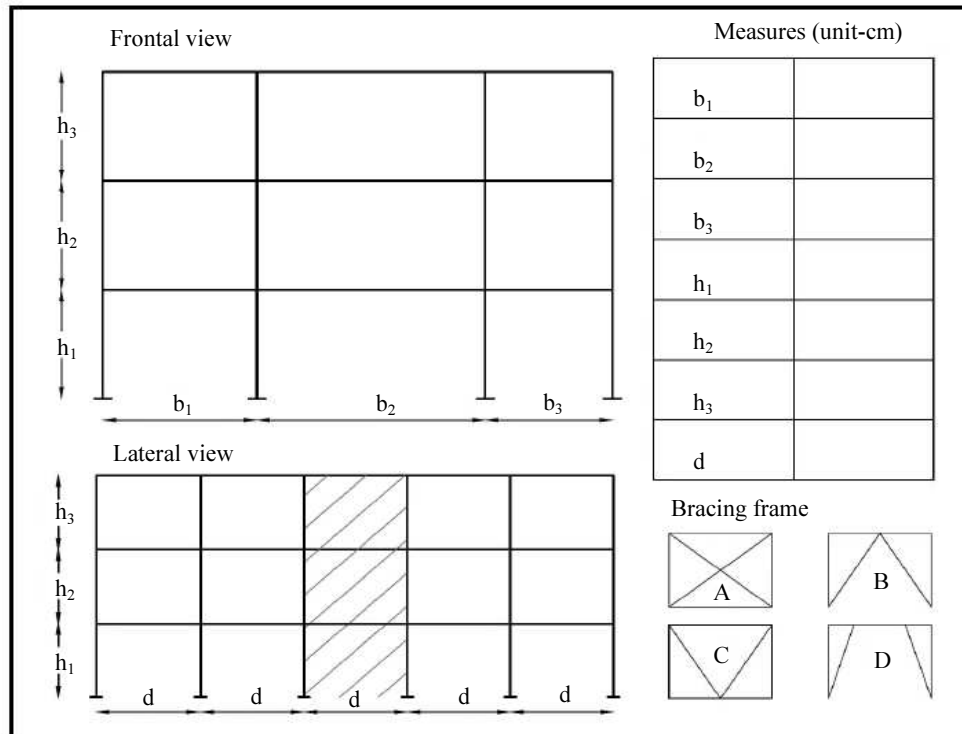 Frontal view
h₃
h₂
h₁
b₁ b₂ b₃
Lateral view
h₃
h₂
h₁
d d d d d
Measures (unit-cm)
b₁
b₂
b₃
h₁
h₂
h₃
d
Bracing frame
A B
C D